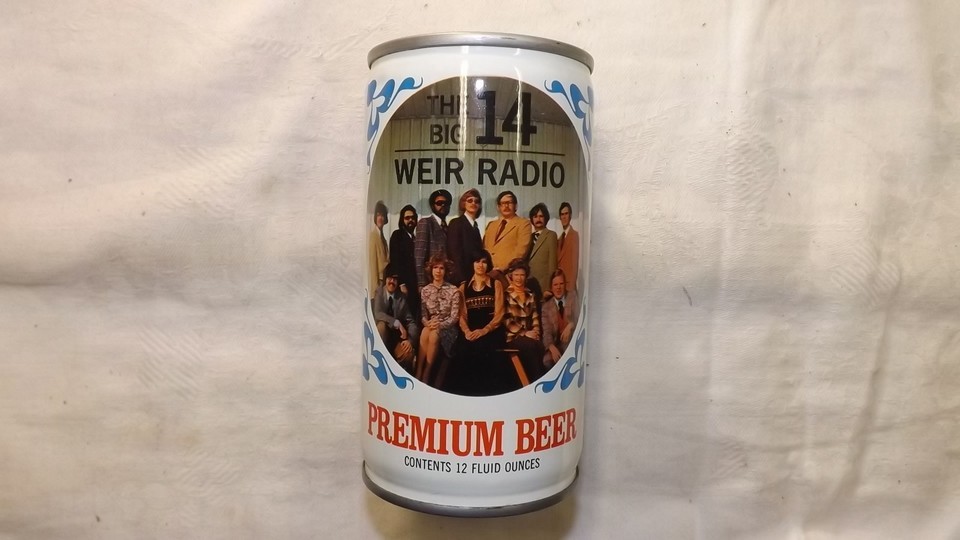 THE BIG 14
WEIR RADIO
PREMIUM BEER
CONTENTS 12 FLUID OUNCES